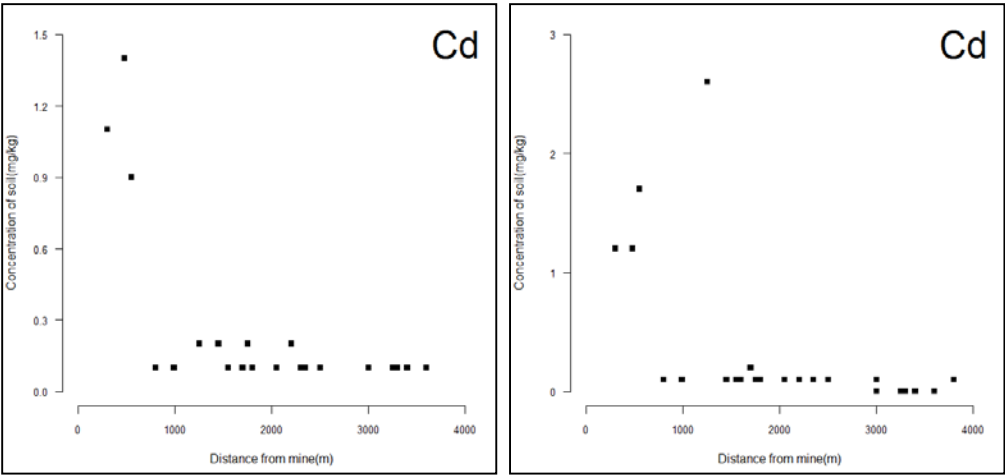 Cd
1.5
1.2
0.9
0.6
0.3
0.0
Concentration of soil(mg/kg)
0 1000 2000 3000 4000
Distance from mine(m)
Cd
3
2
1
0
Concentration of soil(mg/kg)
0 1000 2000 3000 4000
Distance from mine(m)